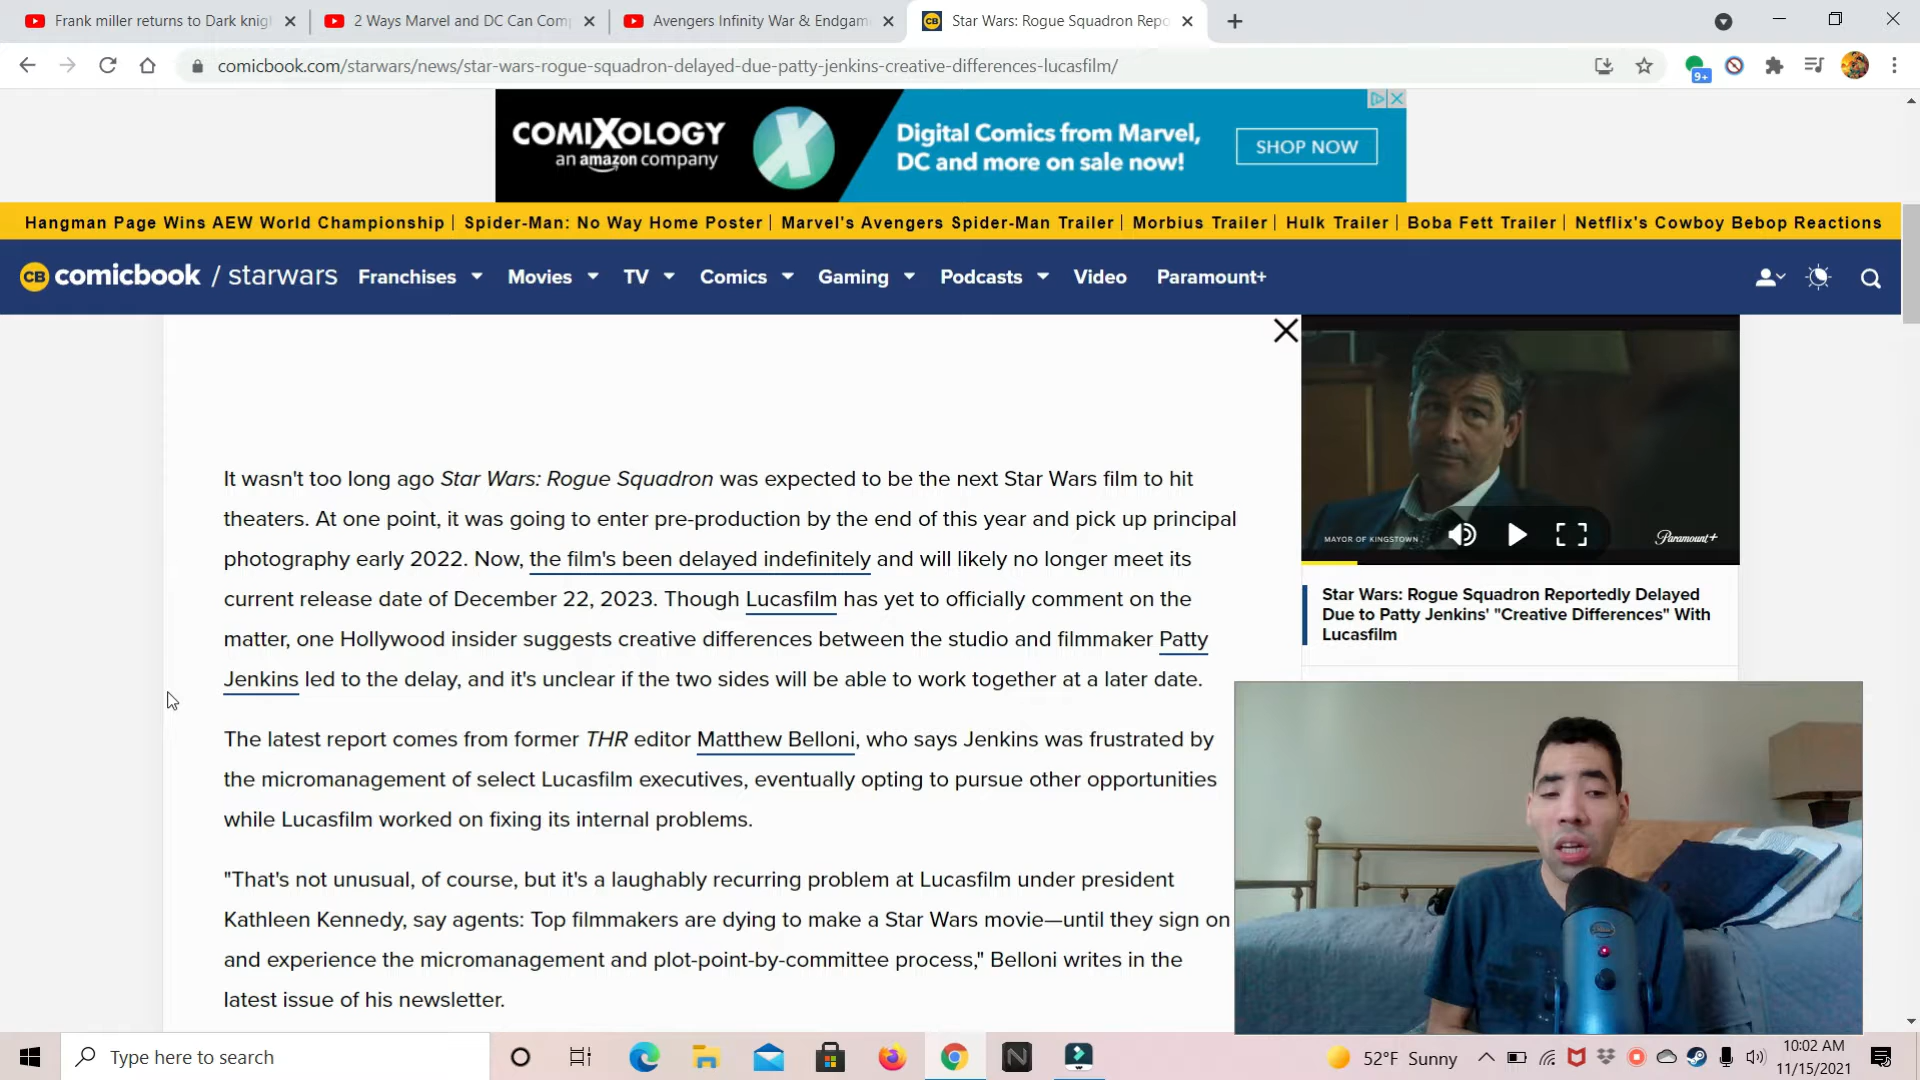 Frank miller returns to Dark knig
2 Ways Marvel and DC Can Com
Avengers Infinity War & Endgam
Star Wars: Rogue Squadron Repo
comicbook.com/starwars/news/star-wars-rogue-squadron-delayed-due-patty-jenkins-creative-differences-lucasfilm/
9+
COMIXOLOGY
an amazon company
Digital Comics from Marvel,
DC and more on sale now!
SHOP NOW
Hangman Page Wins AEW World Championship | Spider-Man: No Way Home Poster | Marvel's Avengers Spider-Man Trailer | Morbius Trailer | Hulk Trailer | Boba Fett Trailer | Netflix's Cowboy Bebop Reactions
CB comicbook / starwars Franchises Movies TV Comics Gaming Podcasts Video Paramount+
MAYOR OF KINGSTOWN
Paramount+
Star Wars: Rogue Squadron Reportedly Delayed
Due to Patty Jenkins' "Creative Differences" With
Lucasfilm
It wasn't too long ago Star Wars: Rogue Squadron was expected to be the next Star Wars film to hit
theaters. At one point, it was going to enter pre-production by the end of this year and pick up principal
photography early 2022. Now, the film's been delayed indefinitely and will likely no longer meet its
current release date of December 22, 2023. Though Lucasfilm has yet to officially comment on the
matter, one Hollywood insider suggests creative differences between the studio and filmmaker Patty
Jenkins led to the delay, and it's unclear if the two sides will be able to work together at a later date.
The latest report comes from former THR editor Matthew Belloni, who says Jenkins was frustrated by
the micromanagement of select Lucasfilm executives, eventually opting to pursue other opportunities
while Lucasfilm worked on fixing its internal problems.
"That's not unusual, of course, but it's a laughably recurring problem at Lucasfilm under president
Kathleen Kennedy, say agents: Top filmmakers are dying to make a Star Wars movie—until they sign on
and experience the micromanagement and plot-point-by-committee process," Belloni writes in the
latest issue of his newsletter.
Type here to search
52°F Sunny
10:02 AM
11/15/2021